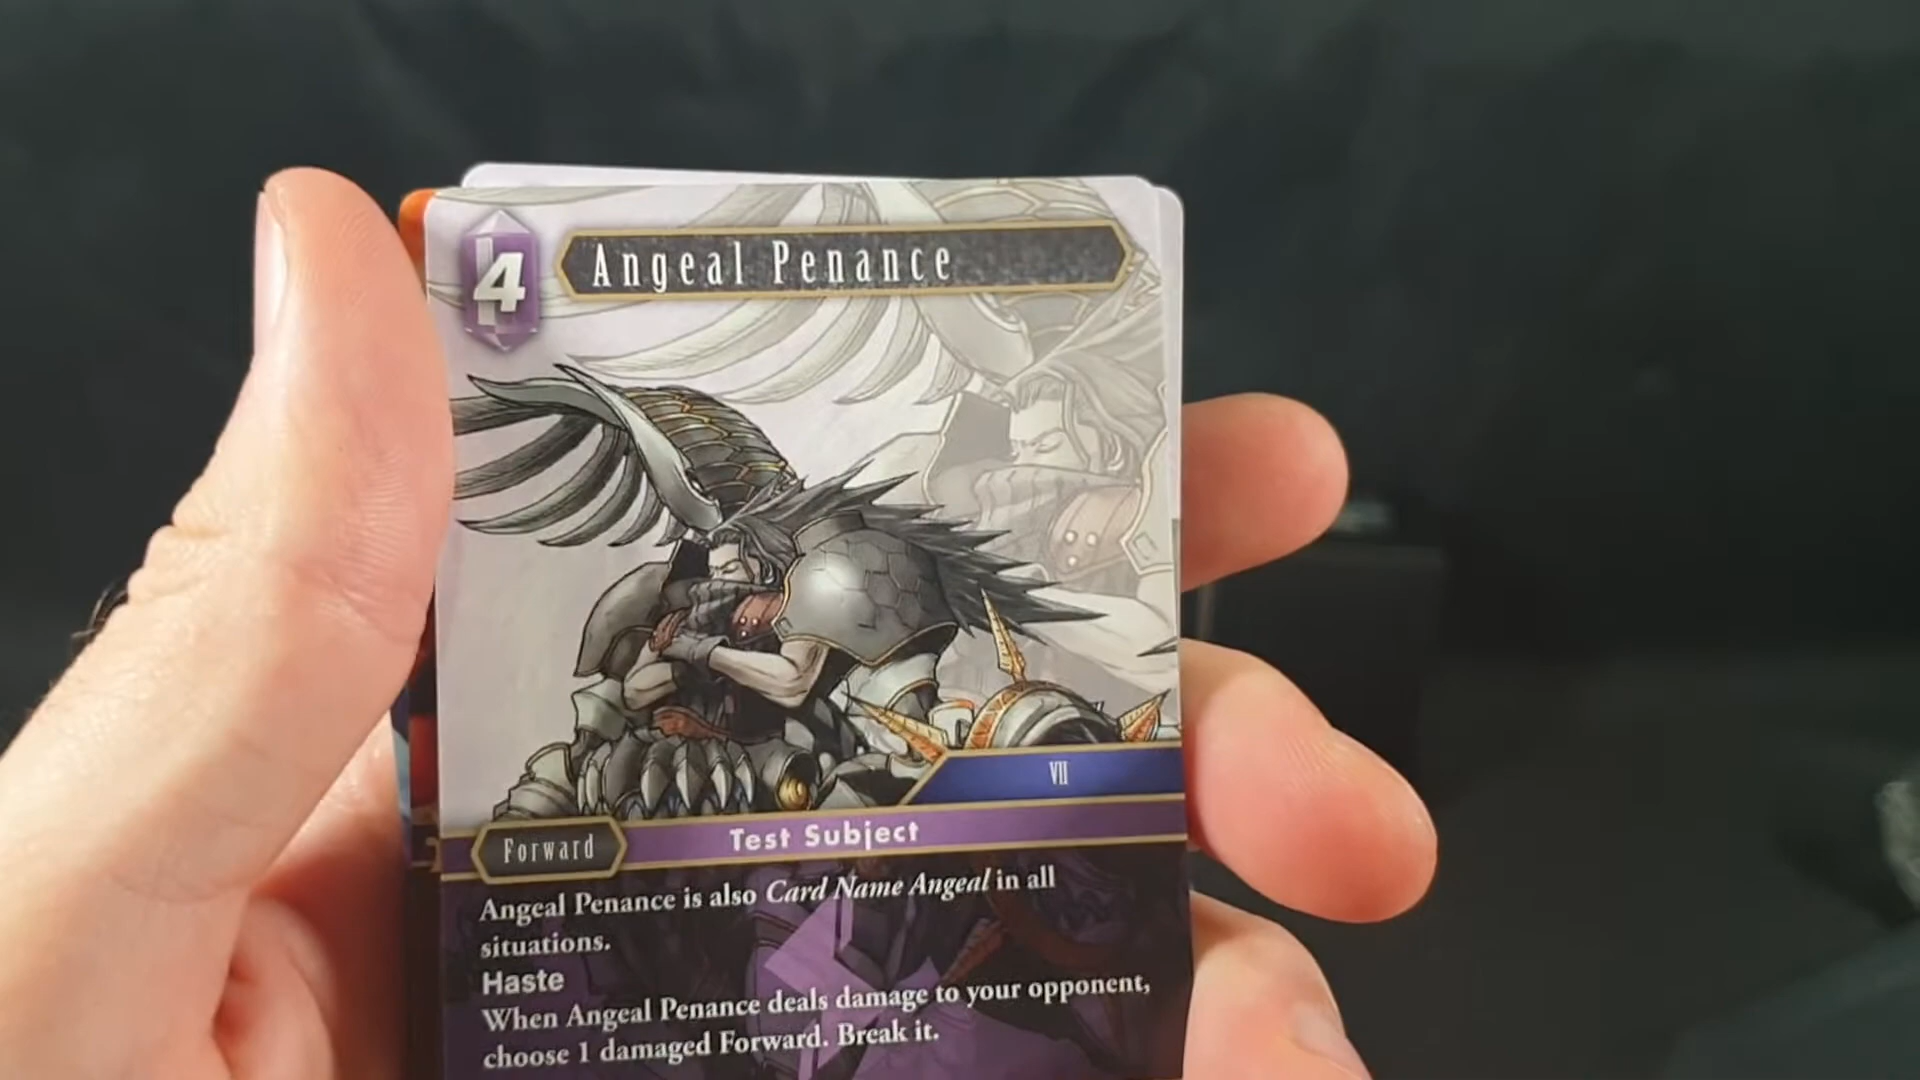 4
Angeal Penance
VII
Forward
Test Subject
Angeal Penance is also Card Name Angeal in all
situations.
Haste
When Angeal Penance deals damage to your opponent,
choose 1 damaged Forward. Break it.